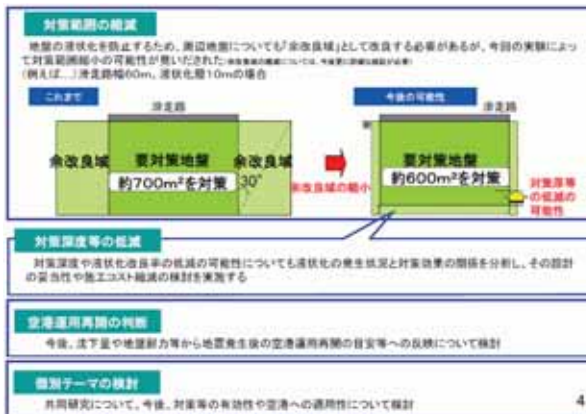 対策範囲の縮減
地盤の液状化を防止するため、周辺地盤についても「余改良域」として改良する必要があるが、今回の実験によっ
て対策範囲縮小の可能性が見いだされた
(例えば…)滑走路幅60m、液状化層10mの場合
これまで
今後の可能性
滑走路
滑走路
余改良域
要対策地盤
余改良域
要対策地盤
約700m²を対策
30°
余改良域の縮小
約600m²を対策
対策厚等
の低減の
可能性
対策深度等の低減
対策深度や液状化改良率の低減の可能性についても液状化の発生状況と対策効果の関係を分析し、その設計
の妥当性や施工コスト縮減の検討を実施する
空港運用再開の判断
今後、沈下量や地盤耐力等から地震発生後の空港運用再開の目安等への反映について検討
個別テーマの検討
共同研究について、今後、対策等の有効性や空港への適用性について検討